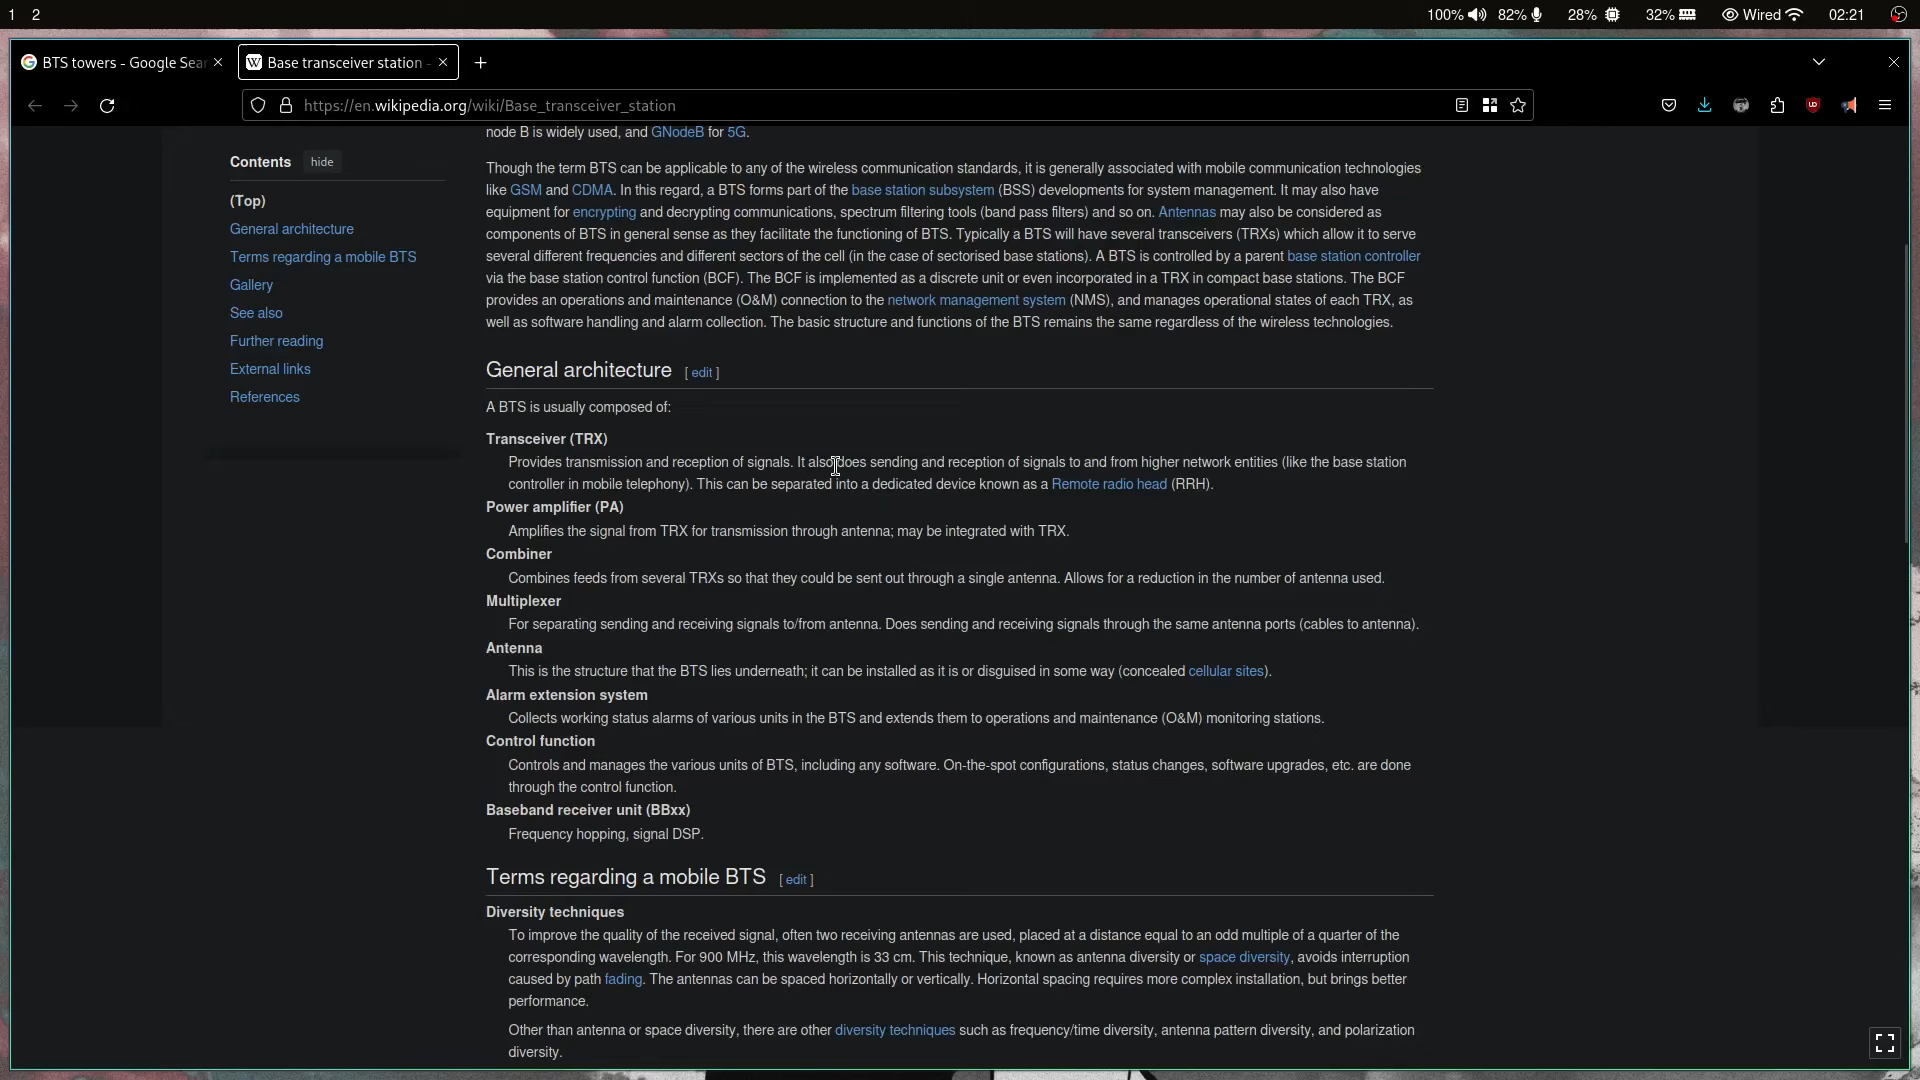 1 2
100% 82% 28% 32% Wired 02:21
BTS towers - Google Sear
Base transceiver station -
https://en.wikipedia.org/wiki/Base_transceiver_station
Contents hide
(Top)
General architecture
Terms regarding a mobile BTS
Gallery
See also
Further reading
External links
References
node B is widely used, and GNodeB for 5G.
Though the term BTS can be applicable to any of the wireless communication standards, it is generally associated with mobile communication technologies
like GSM and CDMA. In this regard, a BTS forms part of the base station subsystem (BSS) developments for system management. It may also have
equipment for encrypting and decrypting communications, spectrum filtering tools (band pass filters) and so on. Antennas may also be considered as
components of BTS in general sense as they facilitate the functioning of BTS. Typically a BTS will have several transceivers (TRXs) which allow it to serve
several different frequencies and different sectors of the cell (in the case of sectorised base stations). A BTS is controlled by a parent base station controller
via the base station control function (BCF). The BCF is implemented as a discrete unit or even incorporated in a TRX in compact base stations. The BCF
provides an operations and maintenance (O&M) connection to the network management system (NMS), and manages operational states of each TRX, as
well as software handling and alarm collection. The basic structure and functions of the BTS remains the same regardless of the wireless technologies.
General architecture [ edit ]
A BTS is usually composed of:
Transceiver (TRX)
Provides transmission and reception of signals. It also does sending and reception of signals to and from higher network entities (like the base station
controller in mobile telephony). This can be separated into a dedicated device known as a Remote radio head (RRH).
Power amplifier (PA)
Amplifies the signal from TRX for transmission through antenna; may be integrated with TRX.
Combiner
Combines feeds from several TRXs so that they could be sent out through a single antenna. Allows for a reduction in the number of antenna used.
Multiplexer
For separating sending and receiving signals to/from antenna. Does sending and receiving signals through the same antenna ports (cables to antenna).
Antenna
This is the structure that the BTS lies underneath; it can be installed as it is or disguised in some way (concealed cellular sites).
Alarm extension system
Collects working status alarms of various units in the BTS and extends them to operations and maintenance (O&M) monitoring stations.
Control function
Controls and manages the various units of BTS, including any software. On-the-spot configurations, status changes, software upgrades, etc. are done
through the control function.
Baseband receiver unit (BBxx)
Frequency hopping, signal DSP.
Terms regarding a mobile BTS [ edit ]
Diversity techniques
To improve the quality of the received signal, often two receiving antennas are used, placed at a distance equal to an odd multiple of a quarter of the
corresponding wavelength. For 900 MHz, this wavelength is 33 cm. This technique, known as antenna diversity or space diversity, avoids interruption
caused by path fading. The antennas can be spaced horizontally or vertically. Horizontal spacing requires more complex installation, but brings better
performance.
Other than antenna or space diversity, there are other diversity techniques such as frequency/time diversity, antenna pattern diversity, and polarization
diversity.